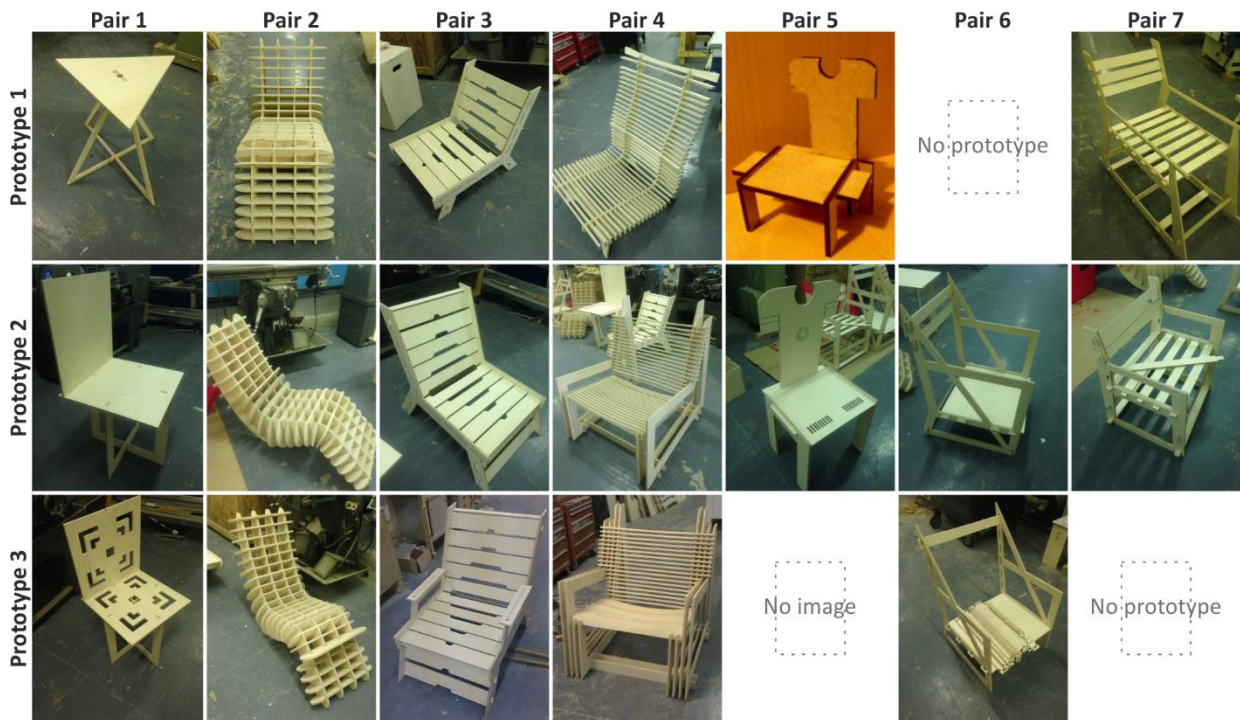 Pair 1 Pair 2 Pair 3 Pair 4 Pair 5 Pair 6 Pair 7
Prototype 1
No prototype
Prototype 2
Prototype 3
No image
No prototype